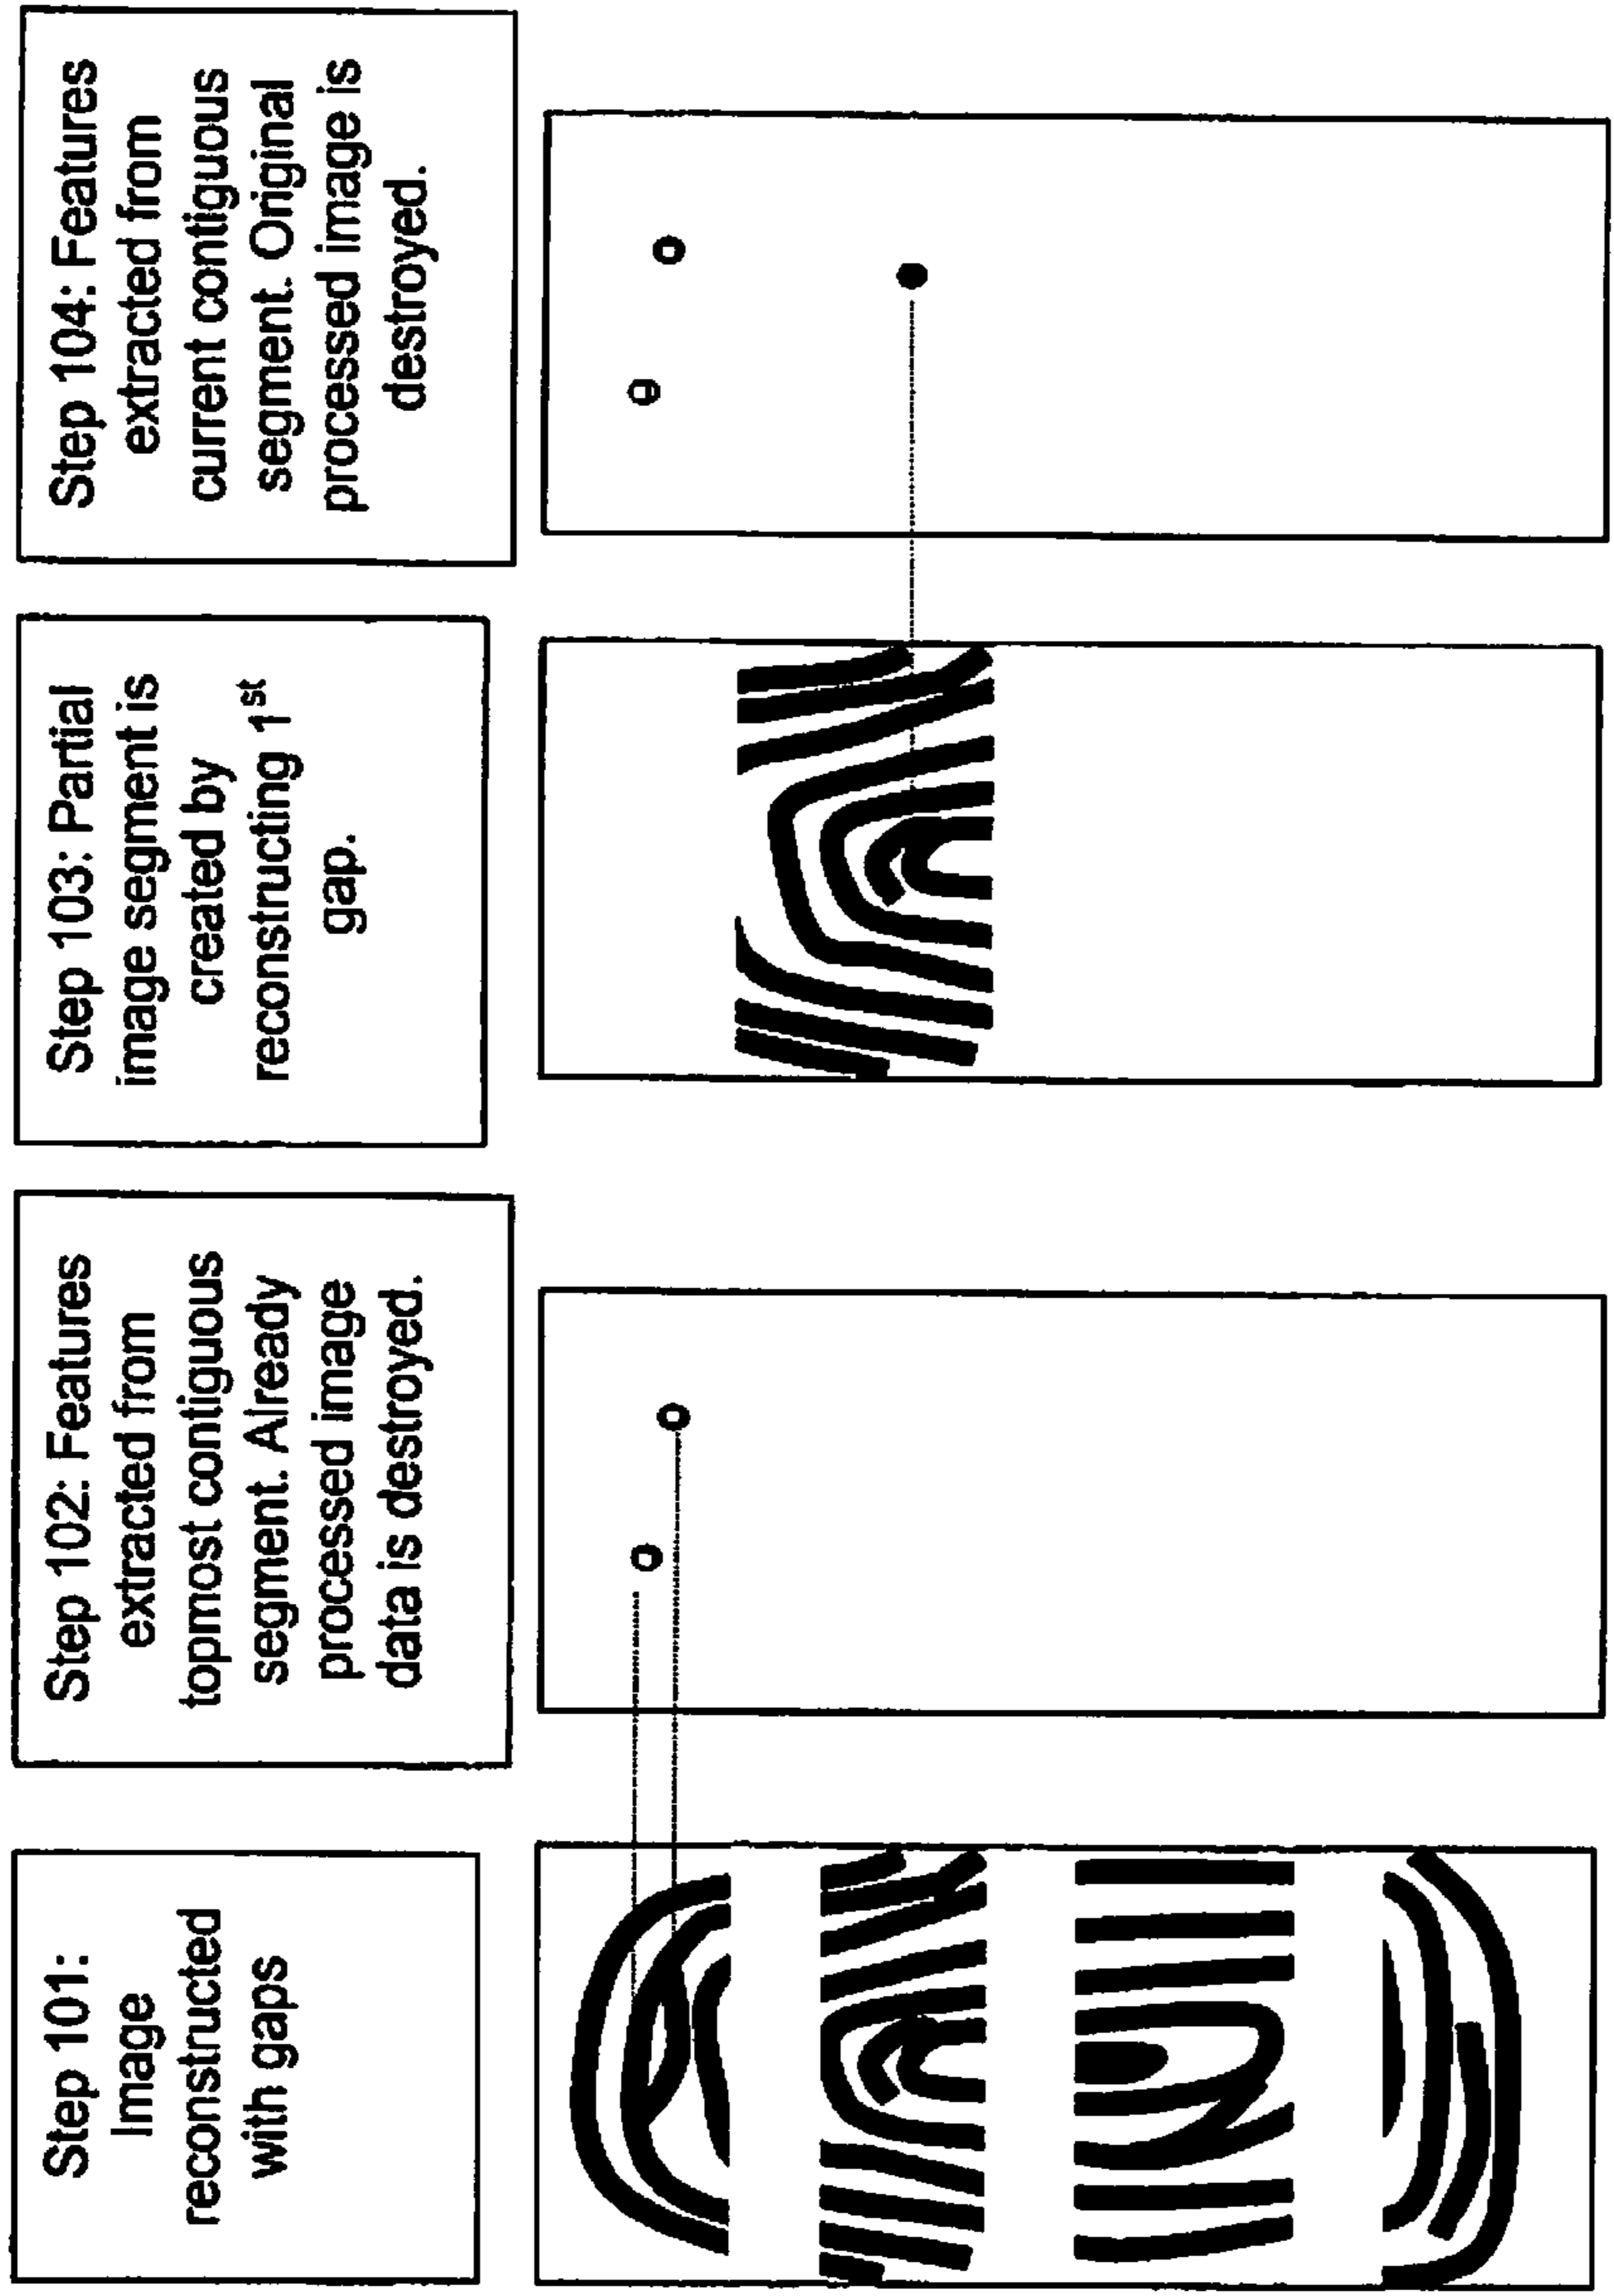 Step 101:
Image
reconstructed
with gaps
Step 102: Features
extracted from
topmost contiguous
segment. Already
processed image
data is destroyed.
Step 103: Partial
image segment is
created by
reconstructing 1st
gap.
Step 104: Features
extracted from
current contiguous
segment. Original
processed image is
destroyed.